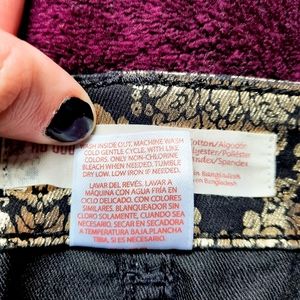 WASH INSIDE OUT. MACHINE WASH
COLD GENTLE CYCLE. WITH LIKE
COLORS. ONLY NON-CHLORINE
BLEACH WHEN NEEDED. TUMBLE
DRY LOW. LOW IRON IF NEEDED.
LAVAR DEL REVÉS. LAVAR A
MÁQUINA CON AGUA FRÍA EN
CICLO DELICADO. CON COLORES
SIMILARES. BLANQUEADOR SIN
CLORO SOLAMENTE, CUANDO SEA
NECESARIO. SECAR EN SECADORA
A TEMPERATURA BAJA. PLANCHA
TIBIA, SI ES NECESARIO.
Cotton/Algodón
Polyester/Poliéster
Spandex/Spandex
in Bangladesh
en Bangladesh